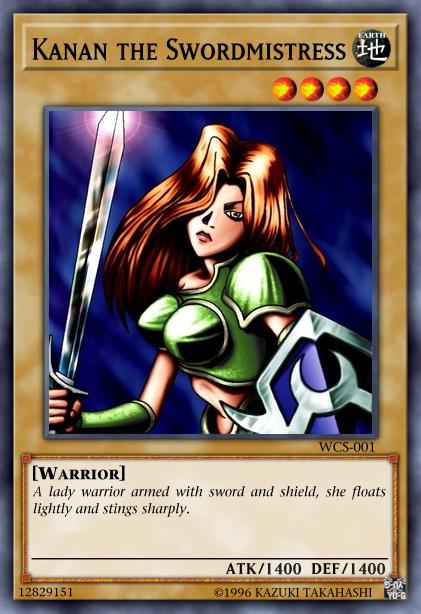 Kanan the Swordmistress
EARTH
地
WCS-001
[Warrior]
A lady warrior armed with sword and shield, she floats
lightly and stings sharply.
ATK/1400 DEF/1400
12829151
©1996 KAZUKI TAKAHASHI